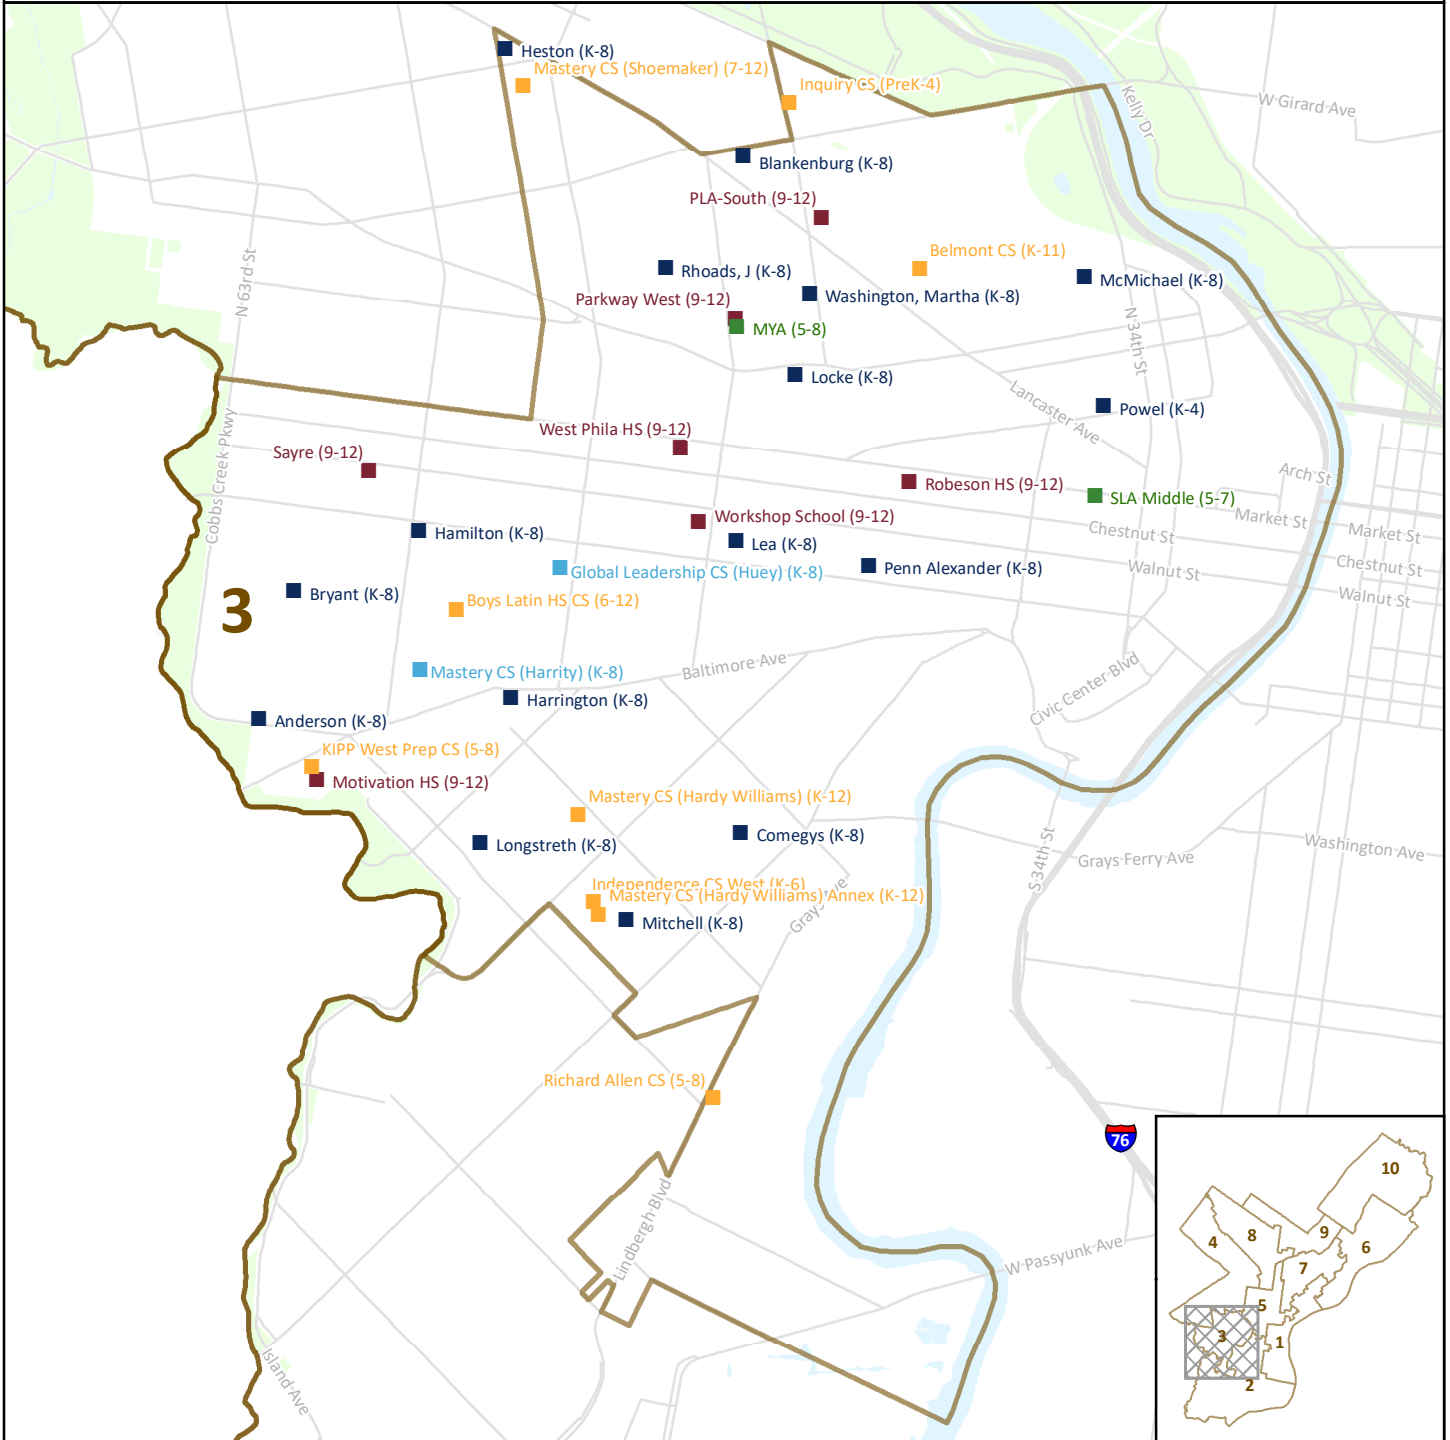 Heston (K-8)
Mastery CS (Shoemaker) (7-12)
Inquiry CS (PreK-4)
Kelly Dr
W Girard Ave
Blankenburg (K-8)
PLA-South (9-12)
Belmont CS (K-11)
N 63rd St
Rhoads, J (K-8)
McMichael (K-8)
Washington, Martha (K-8)
Parkway West (9-12)
MYA (5-8)
N 34th St
Locke (K-8)
Lancaster Ave
Powel (K-4)
West Phila HS (9-12)
Sayre (9-12)
Cobbs Creek Pkwy
Arch St
Robeson HS (9-12)
SLA Middle (5-7)
Workshop School (9-12)
Market St
Market St
Hamilton (K-8)
Chestnut St
Lea (K-8)
Chestnut St
Global Leadership CS (Huey) (K-8)
Penn Alexander (K-8)
Walnut St
Walnut St
Bryant (K-8)
Boys Latin HS CS (6-12)
3
Mastery CS (Harrity) (K-8)
Baltimore Ave
Civic Center Blvd
Harrington (K-8)
Anderson (K-8)
KIPP West Prep CS (5-8)
Motivation HS (9-12)
Mastery CS (Hardy Williams) (K-12)
Comegys (K-8)
Longstreth (K-8)
Washington Ave
S 34th St
Grays Ferry Ave
Independence CS West (K-6)
Mastery CS (Hardy Williams) Annex (K-12)
Grays Ave
Mitchell (K-8)
Richard Allen CS (5-8)
76
Lindbergh Blvd
W Passyunk Ave
Island Ave
10
9
8
4
6
7
5
3
1
2